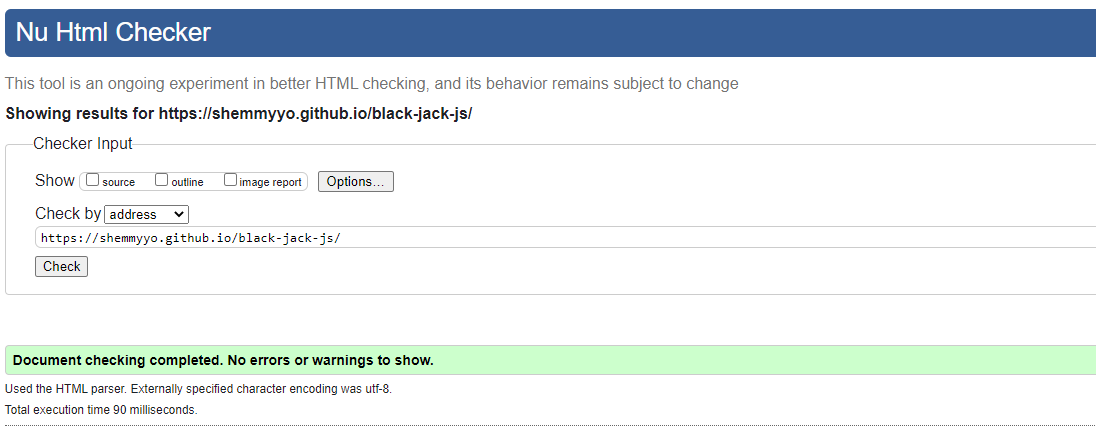 Nu Html Checker
This tool is an ongoing experiment in better HTML checking, and its behavior remains subject to change
Showing results for https://shemmyyo.github.io/black-jack-js/
Checker Input
Show source outline image report Options...
Check by address
https://shemmyyo.github.io/black-jack-js/
Check
Document checking completed. No errors or warnings to show.
Used the HTML parser. Externally specified character encoding was utf-8.
Total execution time 90 milliseconds.